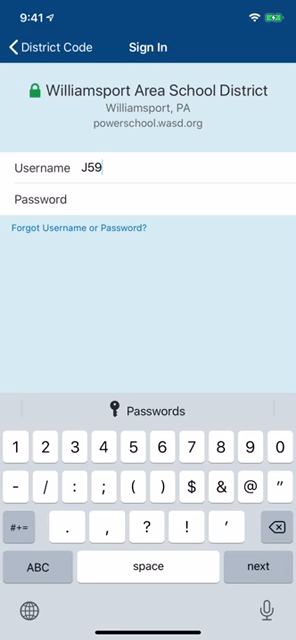 9:41
District Code Sign In
Williamsport Area School District
Williamsport, PA
powerschool.wasd.org
Username J59
Password
Forgot Username or Password?
Passwords
1 2 3 4 5 6 7 8 9 0
- / : ; ( ) $ & @ "
#+= . , ? ! '
ABC space next